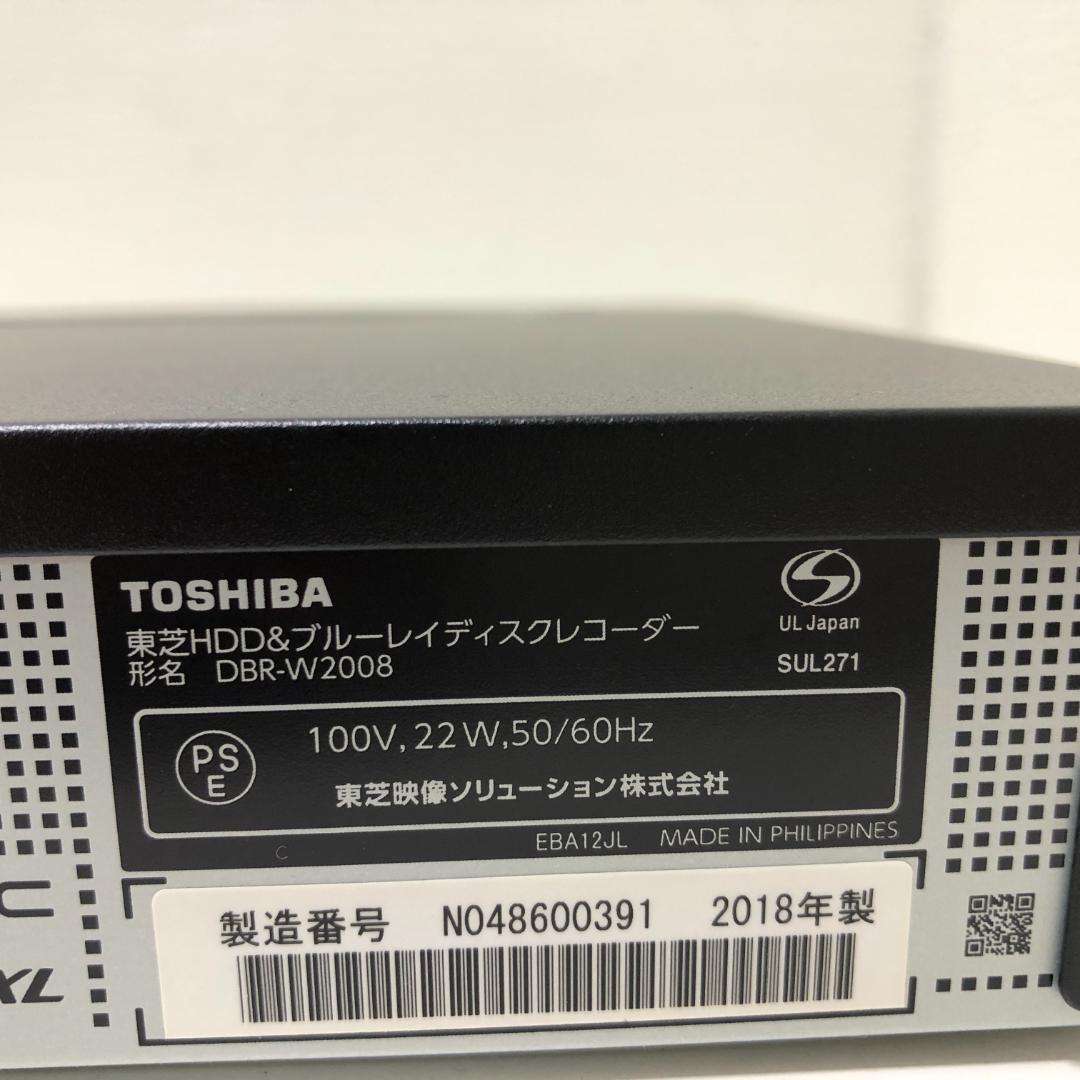 TOSHIBA
東芝HDD&ブルーレイディスクレコーダー
形名 DBR-W2008
UL Japan
SUL271
PS
E
100V, 22W, 50/60Hz
東芝映像ソリューション株式会社
C
EBA12JL MADE IN PHILIPPINES
C
XL
製造番号 N048600391 2018年製